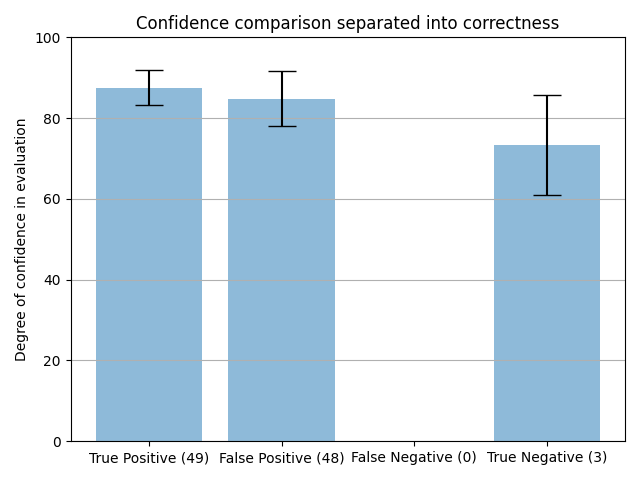 Confidence comparison separated into correctness
Degree of confidence in evaluation
100
80
60
40
20
0
True Positive (49)
False Positive (48)
False Negative (0)
True Negative (3)